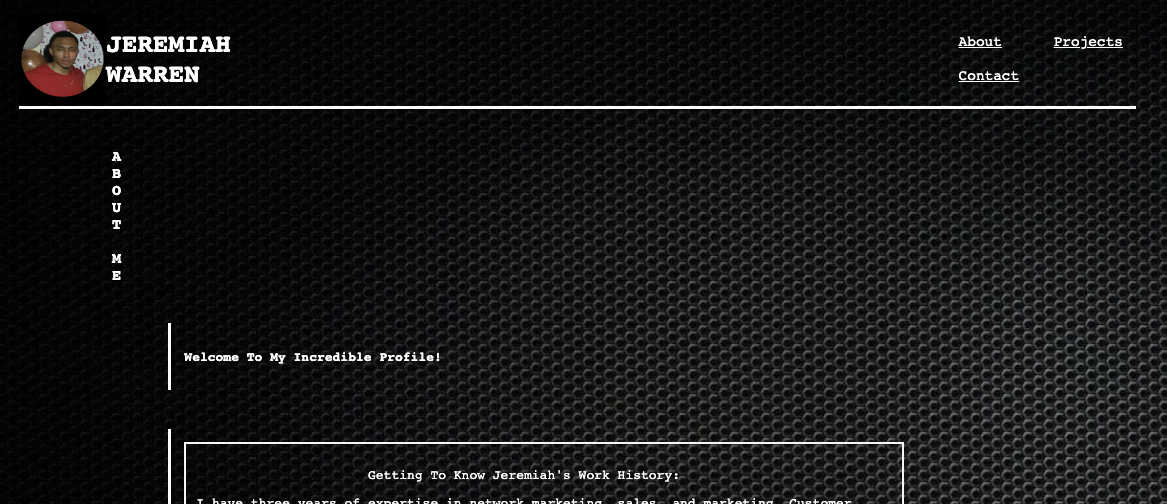 JEREMIAH
WARREN
About Projects
Contact
A
B
O
U
T
M
E
Welcome To My Incredible Profile!
Getting To Know Jeremiah's Work History:
I have three years of expertise in network marketing, sales, and marketing. Customer